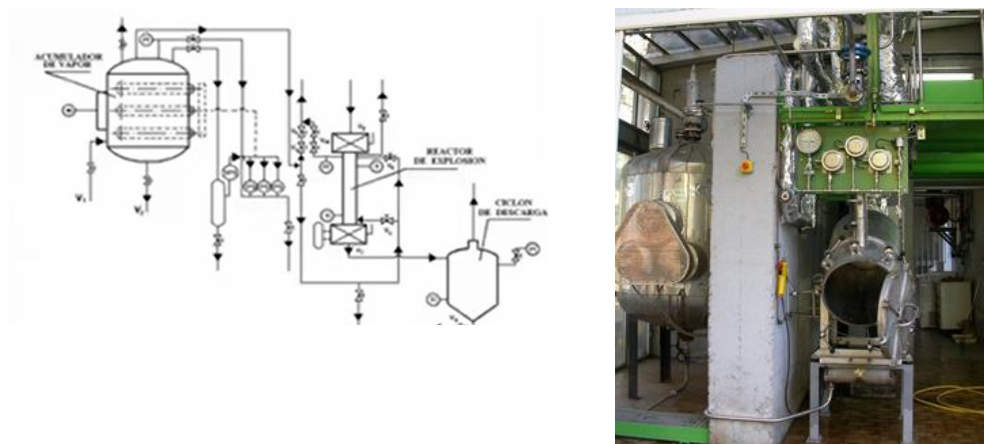 ACUMULADOR
DE VAPOR
REACTOR
DE EXPLOSION
CICLON
DE DESCARGA
V₁
V₂